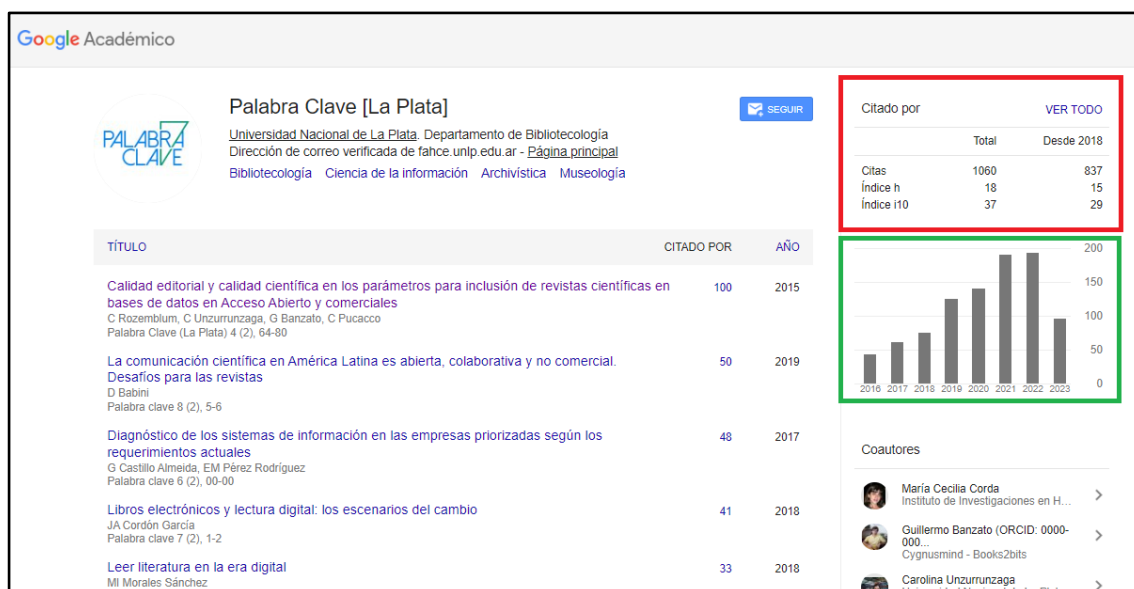 Google Académico
PALABRA
CLAVE
Palabra Clave [La Plata]
Universidad Nacional de La Plata. Departamento de Bibliotecología
Dirección de correo verificada de fahce.unlp.edu.ar - Página principal
Bibliotecología Ciencia de la información Archivística Museología
SEGUIR
TÍTULO CITADO POR AÑO
Calidad editorial y calidad científica en los parámetros para inclusión de revistas científicas en 100 2015
bases de datos en Acceso Abierto y comerciales
C Rozemblum, C Unzurrunzaga, G Banzato, C Pucacco
Palabra Clave (La Plata) 4 (2), 64-80
La comunicación científica en América Latina es abierta, colaborativa y no comercial. 50 2019
Desafíos para las revistas
D Babini
Palabra clave 8 (2), 5-6
Diagnóstico de los sistemas de información en las empresas priorizadas según los 48 2017
requerimientos actuales
G Castillo Almeida, EM Pérez Rodríguez
Palabra clave 6 (2), 00-00
Libros electrónicos y lectura digital: los escenarios del cambio 41 2018
JA Cordón García
Palabra clave 7 (2), 1-2
Leer literatura en la era digital 33 2018
MI Morales Sánchez
Citado por VER TODO
Total Desde 2018
Citas 1060 837
Índice h 18 15
Índice i10 37 29
200
150
100
50
0
2016 2017 2018 2019 2020 2021 2022 2023
Coautores
María Cecilia Corda
Instituto de Investigaciones en H...
Guillermo Banzato (ORCID: 0000-
000...
Cygnusmind - Books2bits
Carolina Unzurrunzaga